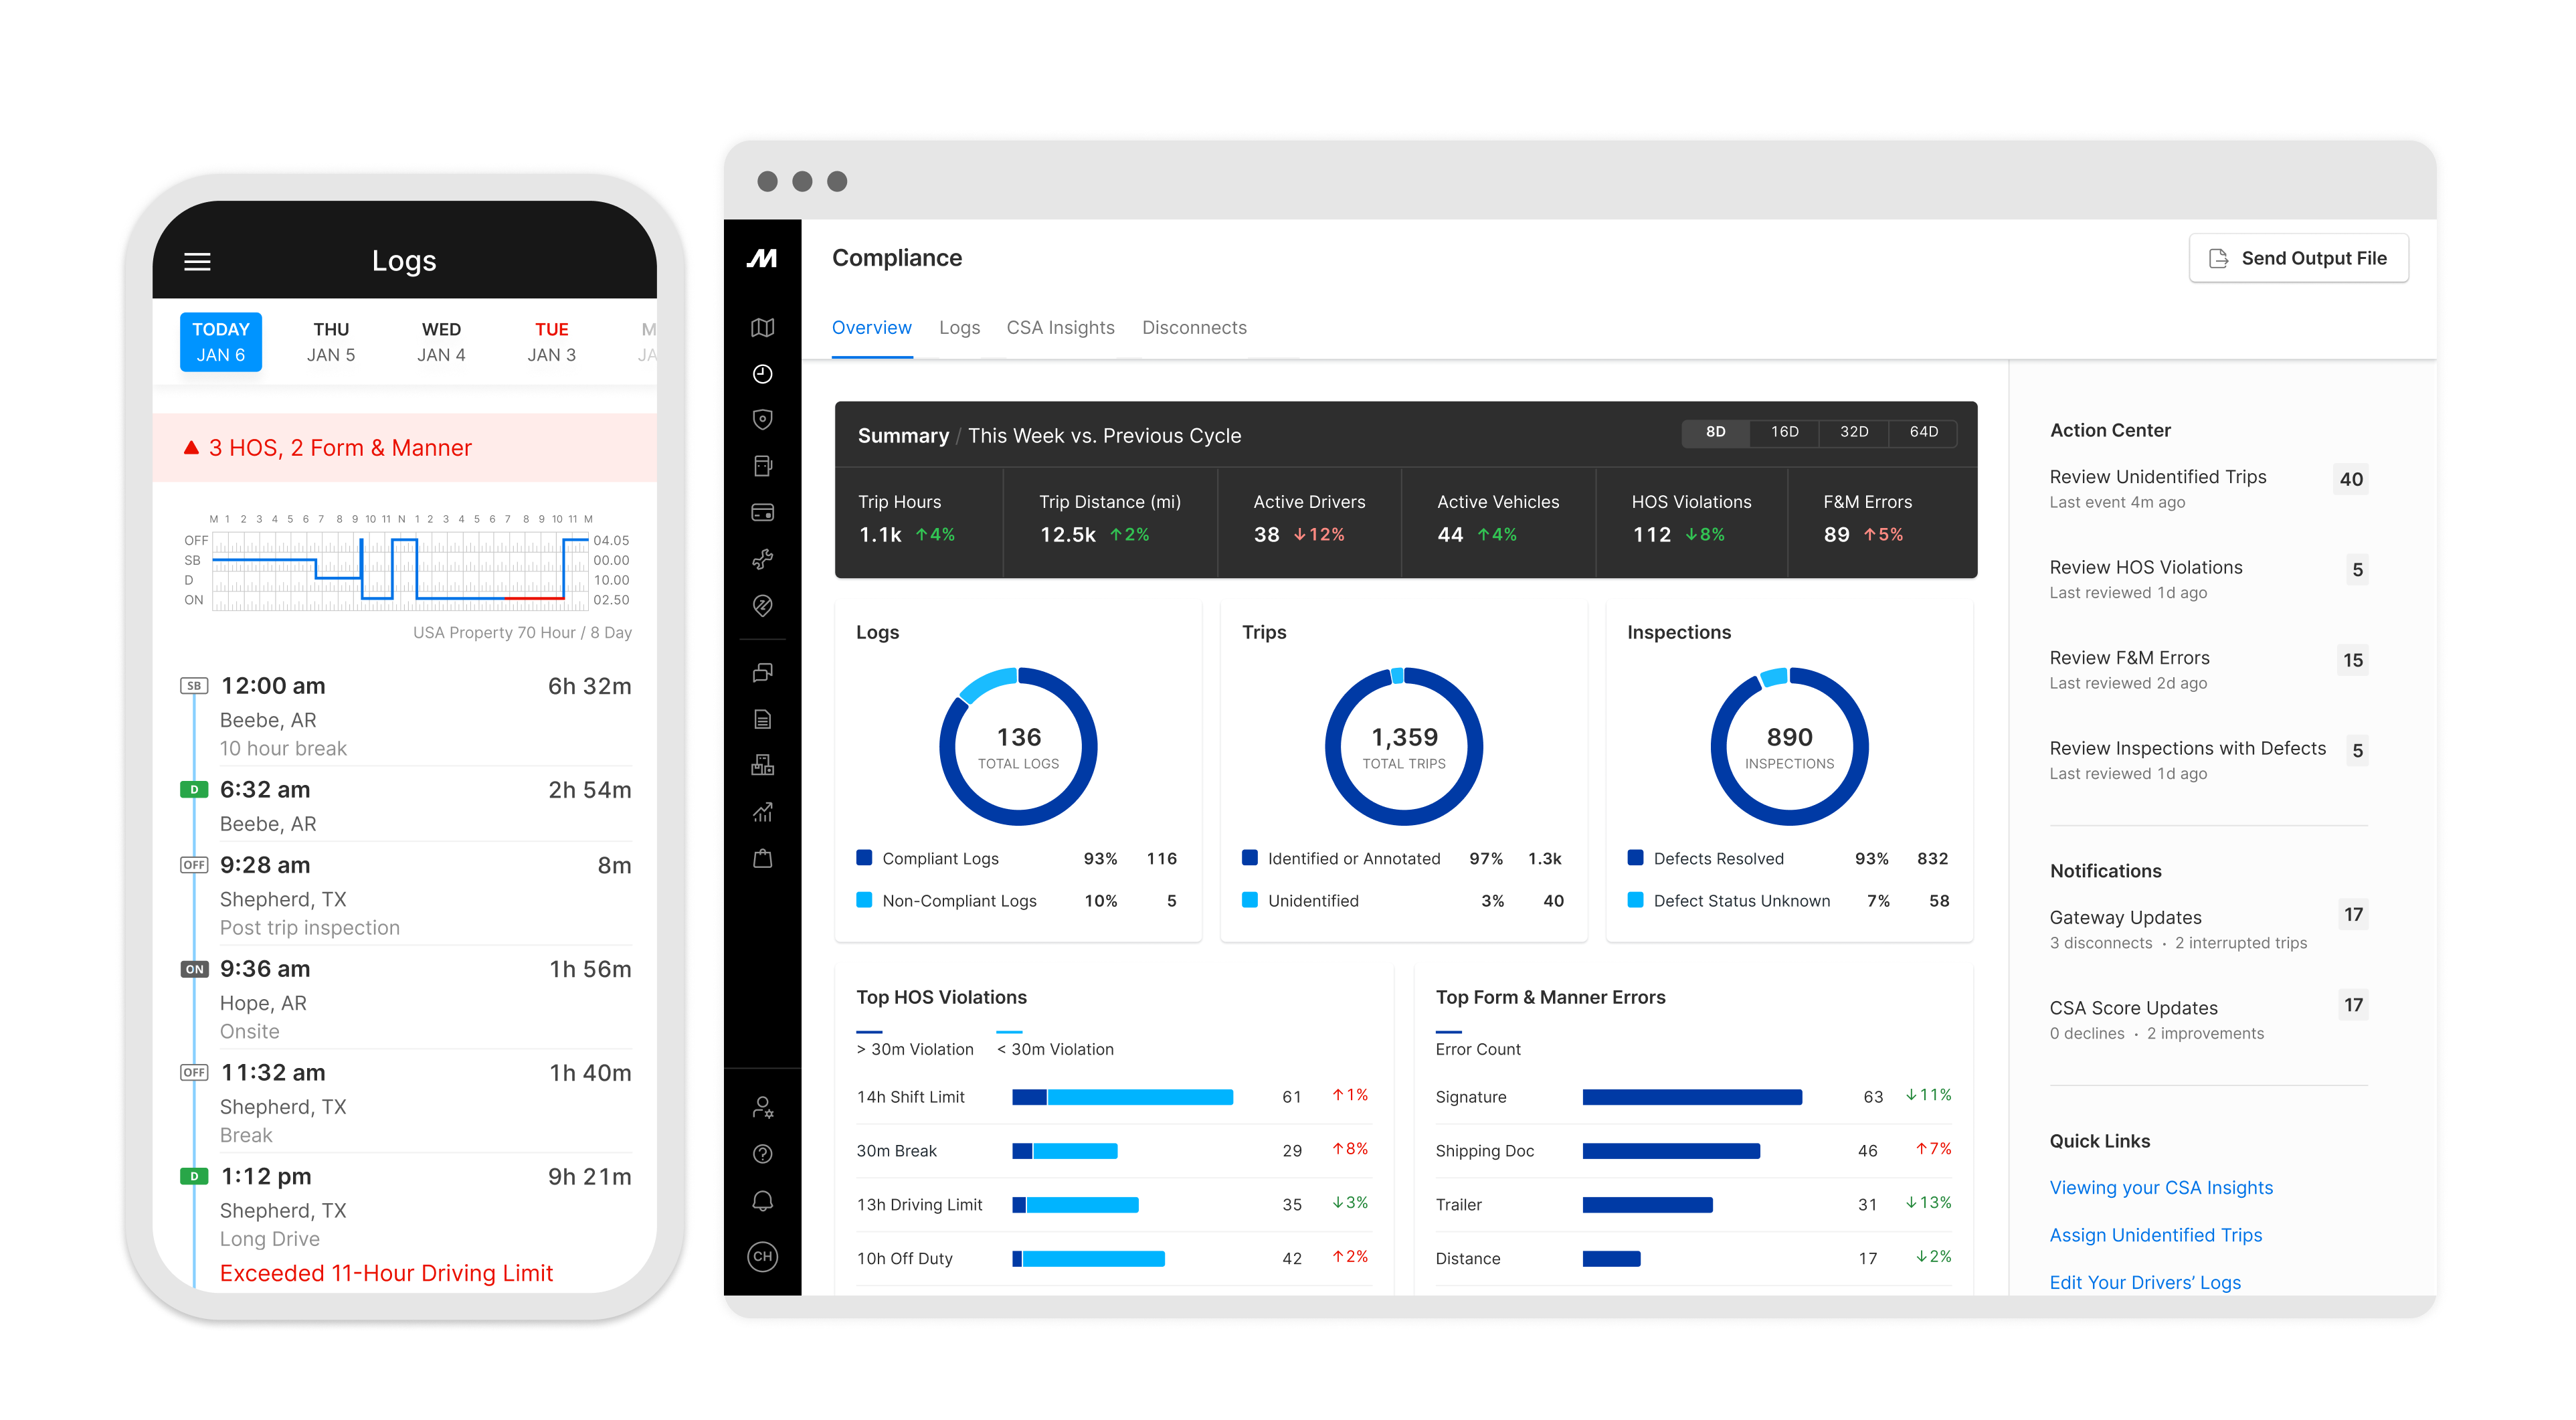 Logs
TODAY THU WED TUE M
JAN 6 JAN 5 JAN 4 JAN 3 JA
3 HOS, 2 Form & Manner
M 1 2 3 4 5 6 7 8 9 10 11 N 1 2 3 4 5 6 7 8 9 10 11 M
OFF 04.05
SB 00.00
D 10.00
ON 02.50
USA Property 70 Hour / 8 Day
SB 12:00 am 6h 32m
Beebe, AR
10 hour break
D 6:32 am 2h 54m
Beebe, AR
OFF 9:28 am 8m
Shepherd, TX
Post trip inspection
ON 9:36 am 1h 56m
Hope, AR
Onsite
OFF 11:32 am 1h 40m
Shepherd, TX
Break
D 1:12 pm 9h 21m
Shepherd, TX
Long Drive
Exceeded 11-Hour Driving Limit
CH
Compliance
Send Output File
Overview Logs CSA Insights Disconnects
Summary / This Week vs. Previous Cycle
8D 16D 32D 64D
Trip Hours Trip Distance (mi) Active Drivers Active Vehicles HOS Violations F&M Errors
1.1k ↑4% 12.5k ↑2% 38 ↓12% 44 ↑4% 112 ↓8% 89 ↑5%
Logs
136
TOTAL LOGS
Compliant Logs 93% 116
Non-Compliant Logs 10% 5
Trips
1,359
TOTAL TRIPS
Identified or Annotated 97% 1.3k
Unidentified 3% 40
Inspections
890
INSPECTIONS
Defects Resolved 93% 832
Defect Status Unknown 7% 58
Top HOS Violations
> 30m Violation < 30m Violation
14h Shift Limit 61 ↑1%
30m Break 29 ↑8%
13h Driving Limit 35 ↓3%
10h Off Duty 42 ↑2%
Top Form & Manner Errors
Error Count
Signature 63 ↓11%
Shipping Doc 46 ↑7%
Trailer 31 ↓13%
Distance 17 ↓2%
Action Center
Review Unidentified Trips 40
Last event 4m ago
Review HOS Violations 5
Last reviewed 1d ago
Review F&M Errors 15
Last reviewed 2d ago
Review Inspections with Defects 5
Last reviewed 1d ago
Notifications
Gateway Updates 17
3 disconnects · 2 interrupted trips
CSA Score Updates 17
0 declines · 2 improvements
Quick Links
Viewing your CSA Insights
Assign Unidentified Trips
Edit Your Drivers’ Logs